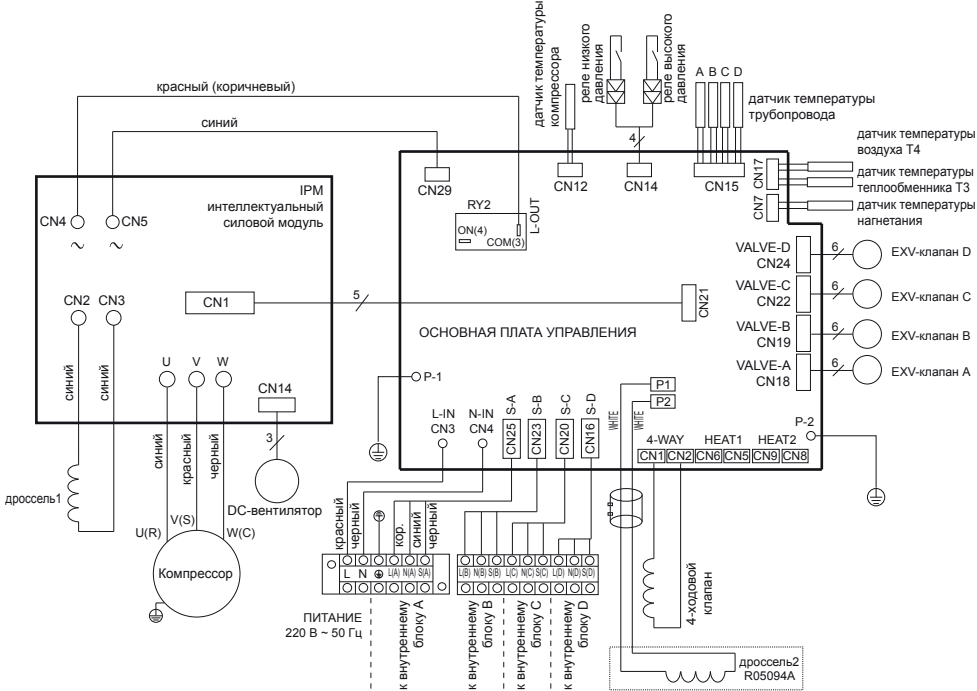 красный (коричневый)
синий
датчик температуры
компрессора
реле низкого
давления
реле высокого
давления
4
A B C D
датчик температуры
трубопровода
датчик температуры
воздуха T4
датчик температуры
теплообменника T3
датчик температуры
нагнетания
CN29
CN12
CN14
CN15
CN17
CN7
IPM
интеллектуальный
силовой модуль
CN4
CN5
~
~
RY2
ON(4)
COM(3)
L-OUT
VALVE-D
CN24
6
EXV-клапан D
VALVE-C
CN22
6
EXV-клапан C
VALVE-B
CN19
6
EXV-клапан B
VALVE-A
CN18
6
EXV-клапан A
CN2
CN3
CN1
5
CN21
ОСНОВНАЯ ПЛАТА УПРАВЛЕНИЯ
U
V
W
CN14
3
синий
синий
P-1
P1
P2
WHITE
WHITE
P-2
L-IN
CN3
N-IN
CN4
S-A
CN25
S-B
CN23
S-C
CN20
S-D
CN16
4-WAY
HEAT1
HEAT2
CN1
CN2
CN6
CN5
CN9
CN8
синий
красный
черный
дроссель1
DC-вентилятор
U(R)
V(S)
W(C)
Компрессор
красный
черный
кор.
синий
черный
L
N
L(A)
N(A)
S(A)
L(B)
N(B)
S(B)
L(C)
N(C)
S(C)
L(D)
N(D)
S(D)
ПИТАНИЕ
220 В ~ 50 Гц
к внутреннему
блоку A
к внутреннему
блоку B
к внутреннему
блоку C
к внутреннему
блоку D
4-ходовой
клапан
дроссель2
R05094A